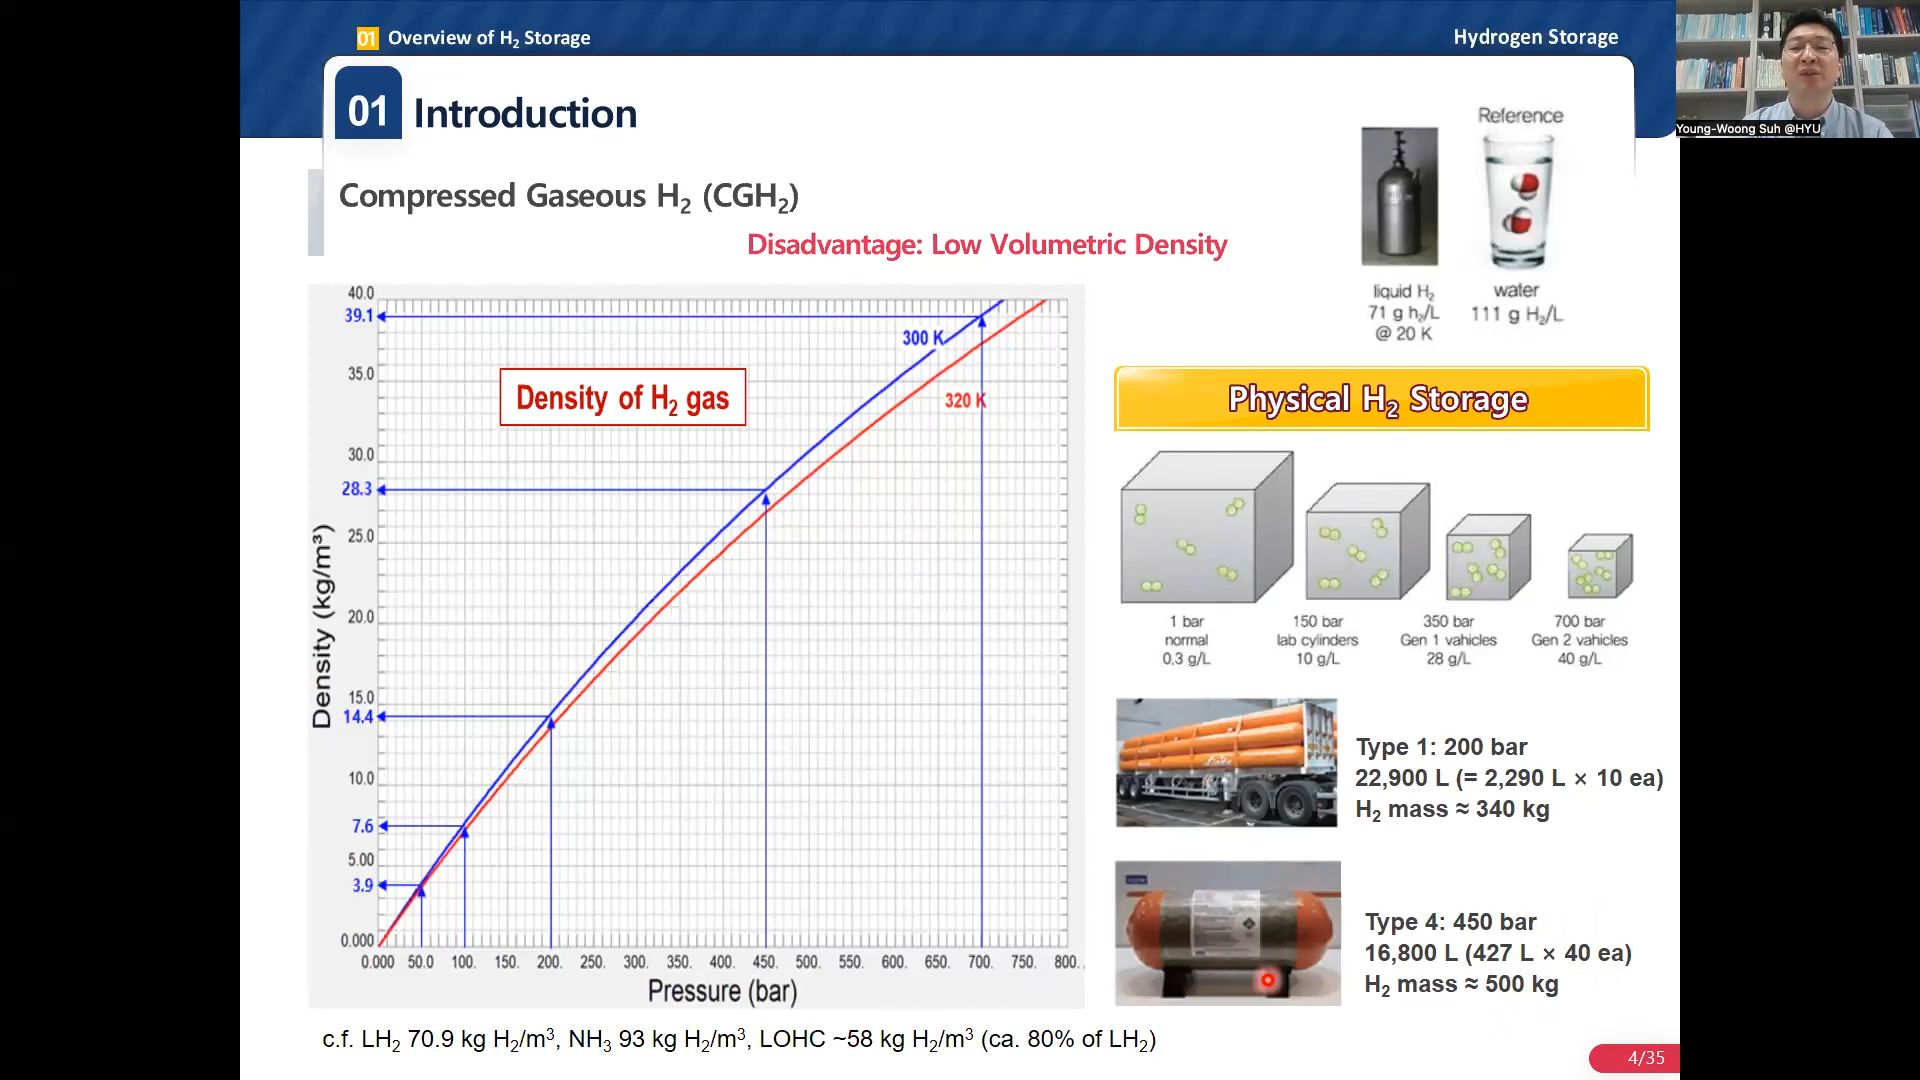 01 Overview of H₂ Storage
Hydrogen Storage
01 Introduction
Young-Woong Suh @HYU
Compressed Gaseous H₂ (CGH₂)
Disadvantage: Low Volumetric Density
Reference
liquid H₂
71 g h₂/L
@ 20 K
water
111 g H₂/L
40.0
39.1
35.0
30.0
28.3
25.0
20.0
15.0
14.4
10.0
7.6
5.00
3.9
0.000
Density (kg/m³)
300 K
320 K
Density of H₂ gas
0.000 50.0 100. 150. 200. 250. 300. 350. 400. 450. 500. 550. 600. 650. 700. 750. 800.
Pressure (bar)
Physical H₂ Storage
1 bar
normal
0,3 g/L
150 bar
lab cylinders
10 g/L
350 bar
Gen 1 vahicles
28 g/L
700 bar
Gen 2 vahicles
40 g/L
Type 1: 200 bar
22,900 L (= 2,290 L × 10 ea)
H₂ mass ≈ 340 kg
Type 4: 450 bar
16,800 L (427 L × 40 ea)
H₂ mass ≈ 500 kg
c.f. LH₂ 70.9 kg H₂/m³, NH₃ 93 kg H₂/m³, LOHC ~58 kg H₂/m³ (ca. 80% of LH₂)
4/35